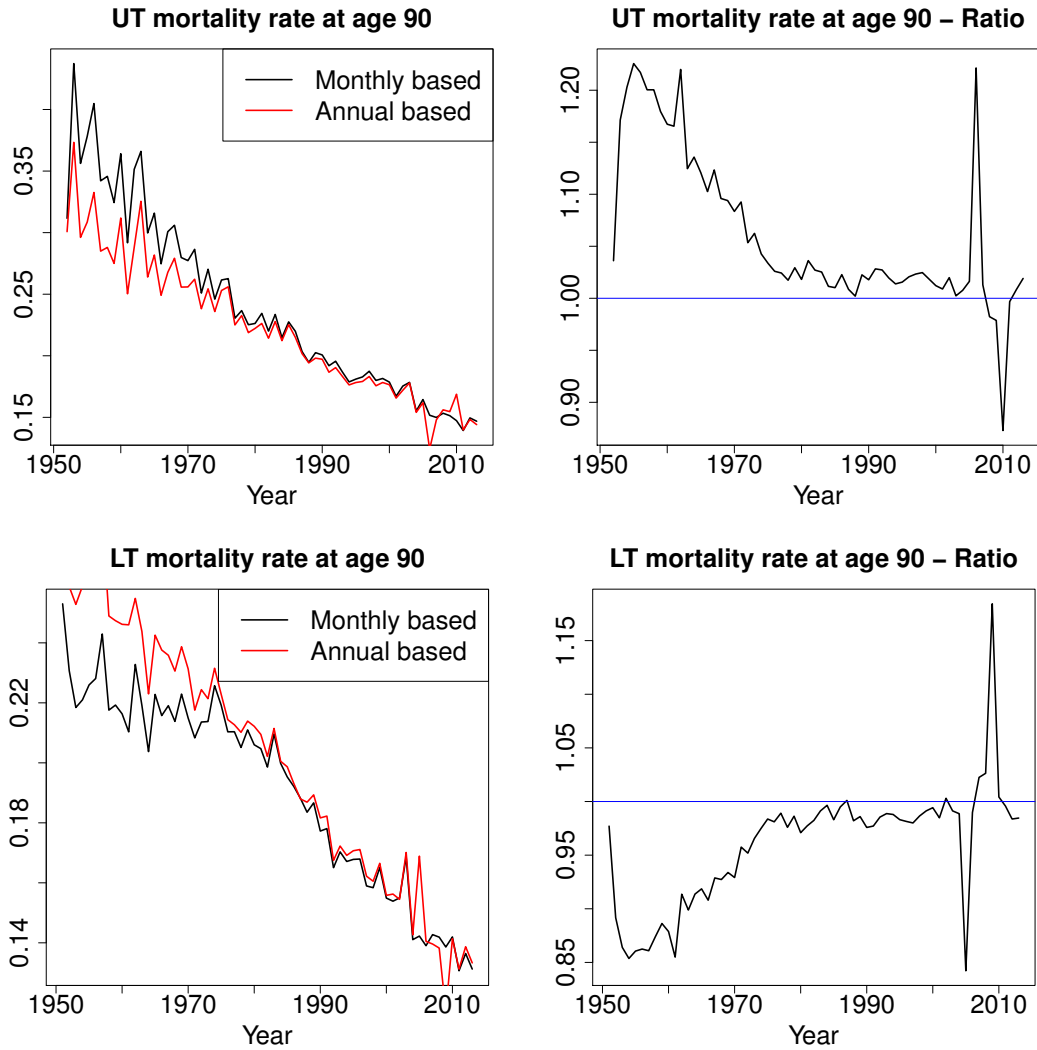 UT mortality rate at age 90
Monthly based
Annual based
0.35
0.25
0.15
1950 1970 1990 2010
Year
UT mortality rate at age 90 – Ratio
1.20
1.10
1.00
0.90
1950 1970 1990 2010
Year
LT mortality rate at age 90
Monthly based
Annual based
0.22
0.18
0.14
1950 1970 1990 2010
Year
LT mortality rate at age 90 – Ratio
1.15
1.05
0.95
0.85
1950 1970 1990 2010
Year